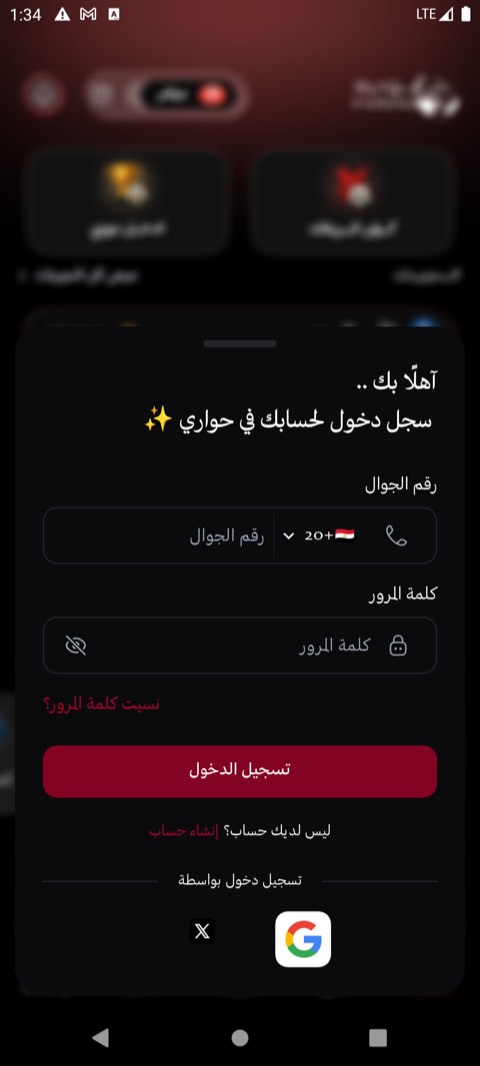 1:34
LTE
آهلًا بك ..
سجل دخول لحسابك في حواري ✨
رقم الجوال
20+
رقم الجوال
كلمة المرور
كلمة المرور
نسيت كلمة المرور؟
تسجيل الدخول
ليس لديك حساب؟ إنشاء حساب
تسجيل دخول بواسطة